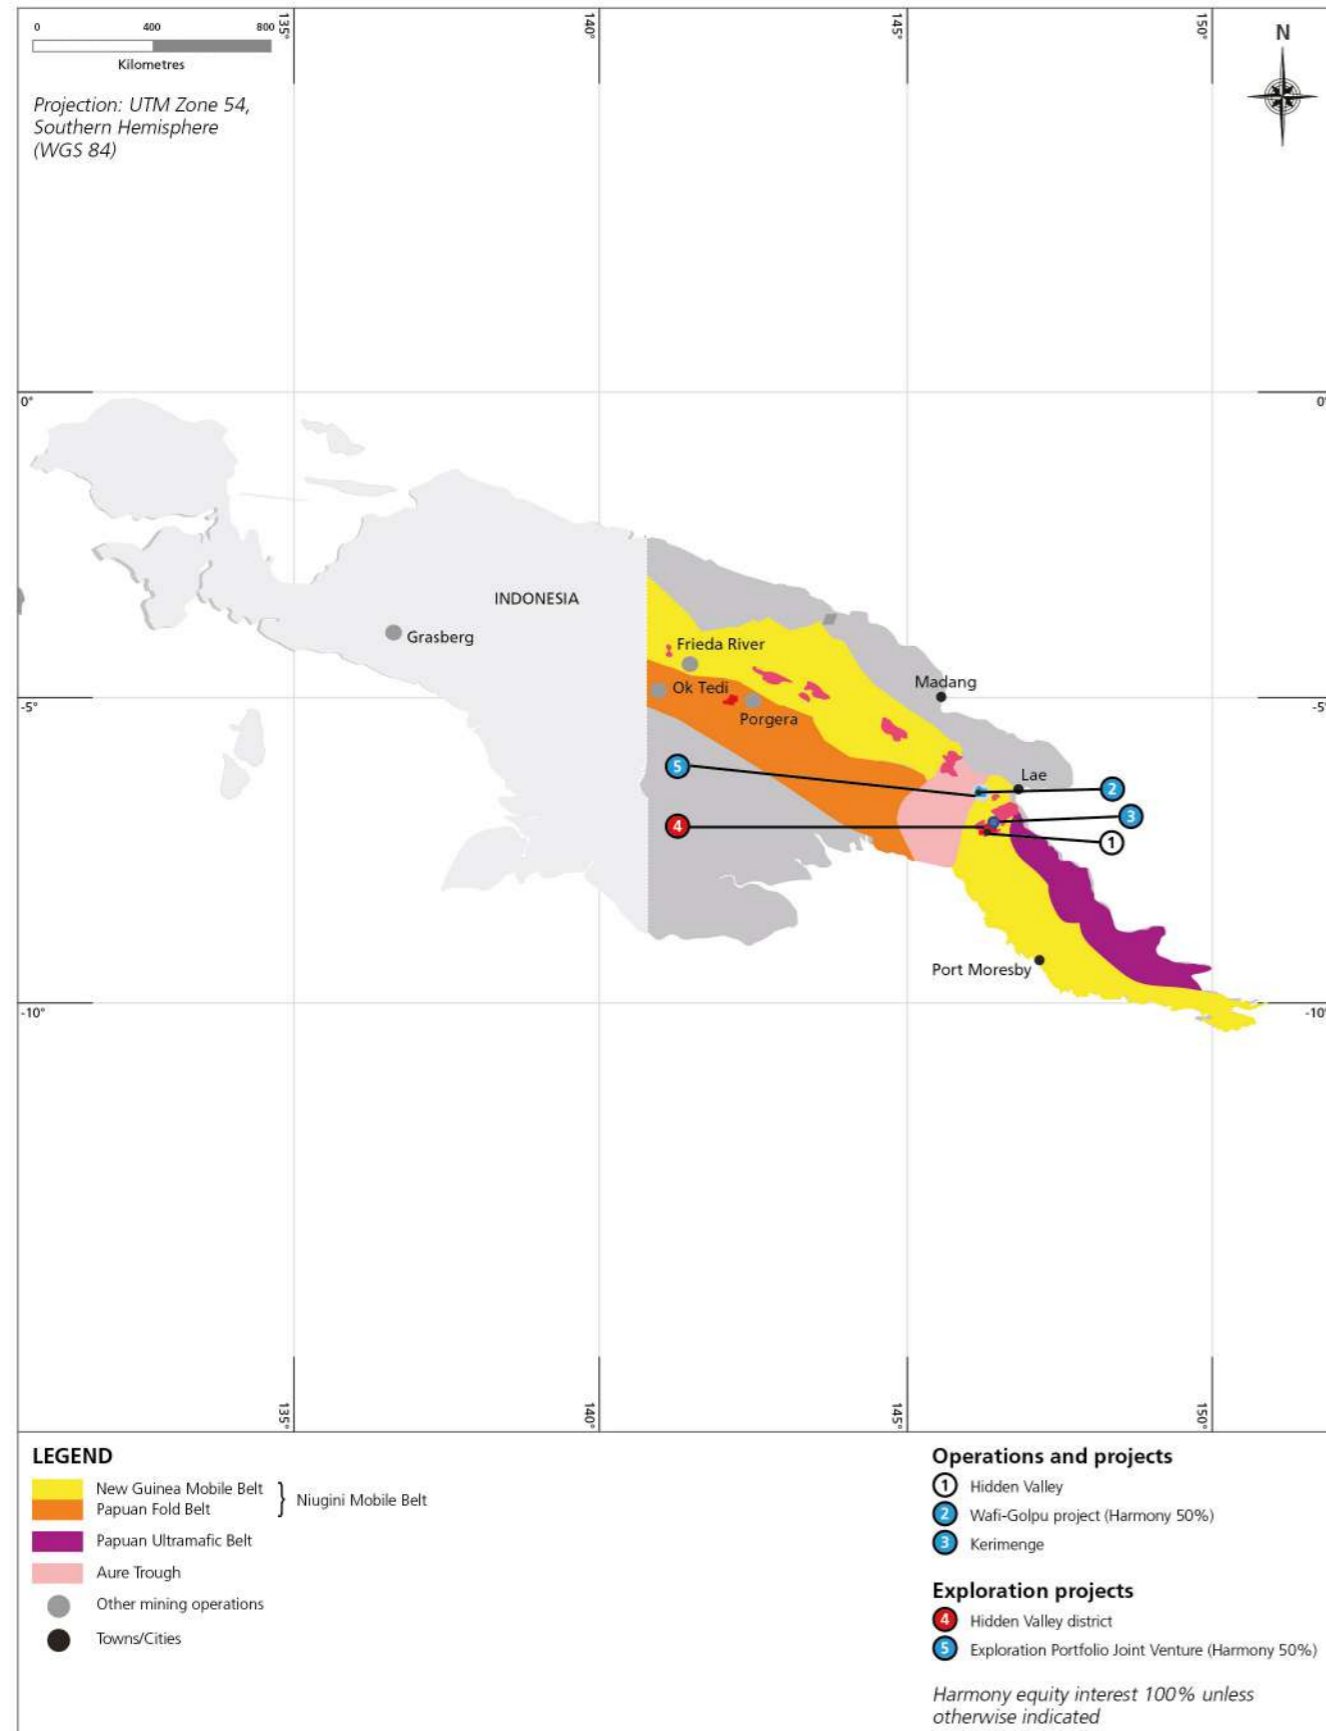 0 400 800
Kilometres
Projection: UTM Zone 54,
Southern Hemisphere
(WGS 84)
135° 140° 145° 150°
N
0° 0°
INDONESIA
Grasberg
Frieda River
Ok Tedi
Porgera
Madang
-5° -5°
5
Lae
2
3
4
1
Port Moresby
-10° -10°
135° 140° 145° 150°
LEGEND
New Guinea Mobile Belt
Papuan Fold Belt
} Niugini Mobile Belt
Papuan Ultramafic Belt
Aure Trough
Other mining operations
Towns/Cities
Operations and projects
1 Hidden Valley
2 Wafi-Golpu project (Harmony 50%)
3 Kerimenge
Exploration projects
4 Hidden Valley district
5 Exploration Portfolio Joint Venture (Harmony 50%)
Harmony equity interest 100% unless
otherwise indicated